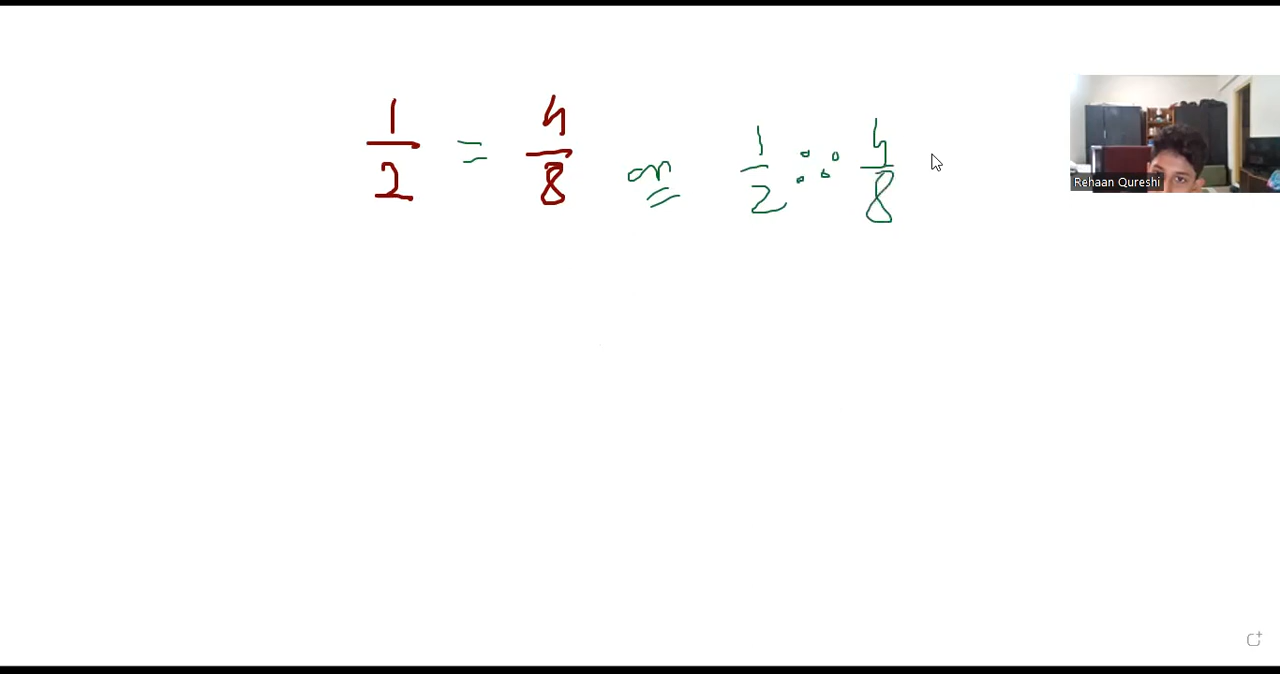 1/2 = 4/8 or 1/2 :: 4/8
Rehaan Qureshi